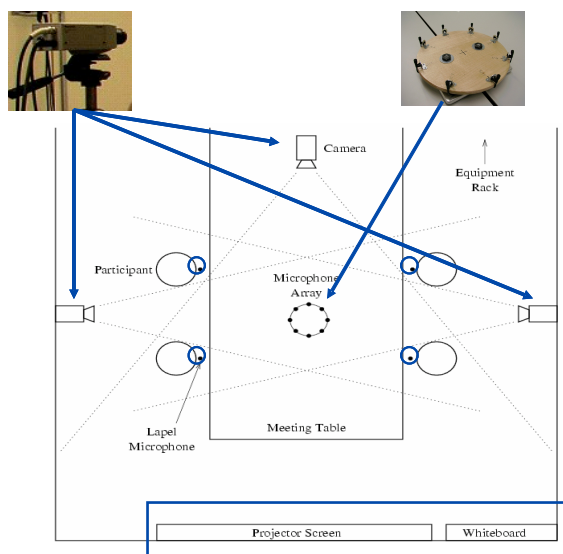 Camera
Equipment
Rack
Participant
Microphone
Array
Lapel
Microphone
Meeting Table
Projector Screen
Whiteboard